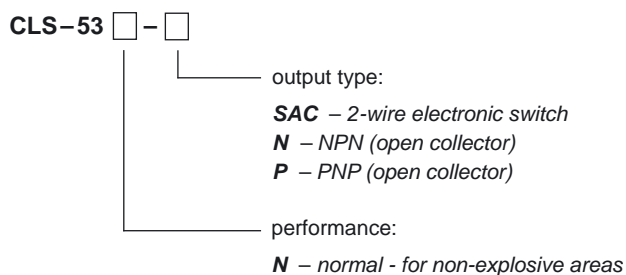 CLS–53 □ – □
output type:
SAC – 2-wire electronic switch
N – NPN (open collector)
P – PNP (open collector)
performance:
N – normal - for non-explosive areas